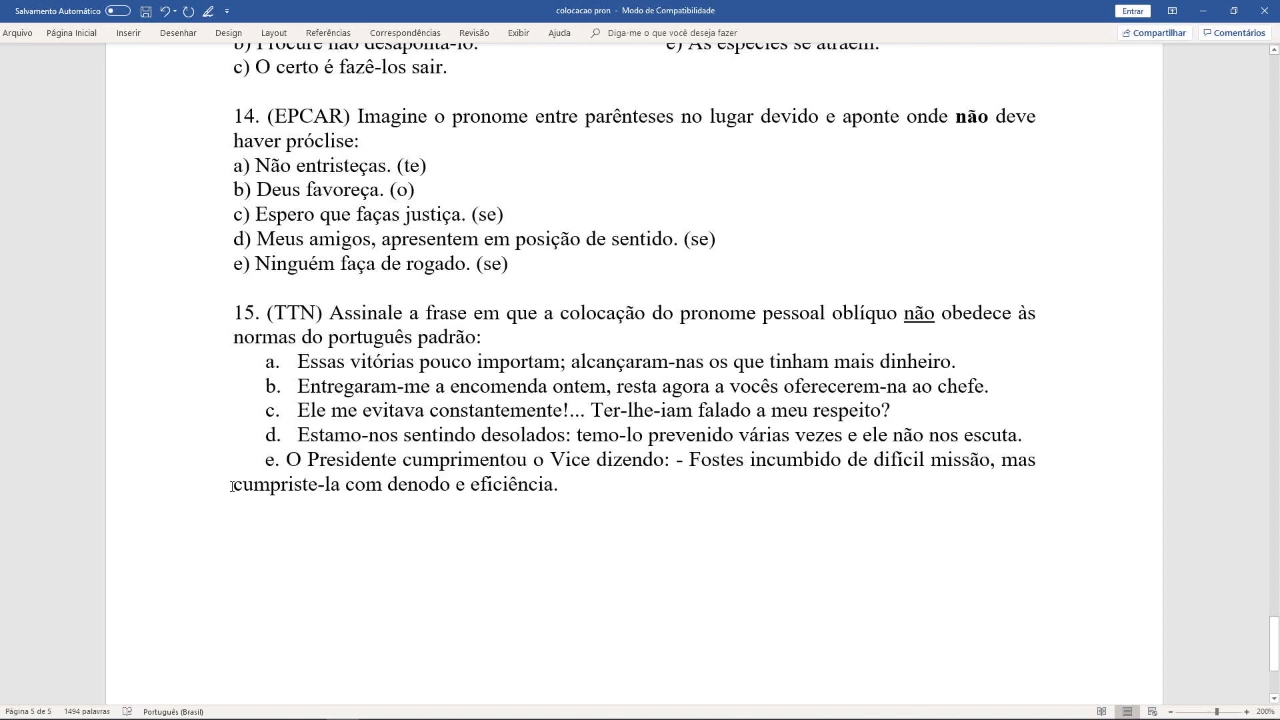 Salvamento Automático
colocacao pron - Modo de Compatibilidade
Entrar
Arquivo Página Inicial Inserir Desenhar Design Layout Referências Correspondências Revisão Exibir Ajuda Diga-me o que você deseja fazer
Compartilhar Comentários
b) Procure não desapontá-lo. e) As espécies se atraem.
c) O certo é fazê-los sair.
14. (EPCAR) Imagine o pronome entre parênteses no lugar devido e aponte onde não deve
haver próclise:
a) Não entristeças. (te)
b) Deus favoreça. (o)
c) Espero que faças justiça. (se)
d) Meus amigos, apresentem em posição de sentido. (se)
e) Ninguém faça de rogado. (se)
15. (TTN) Assinale a frase em que a colocação do pronome pessoal oblíquo não obedece às
normas do português padrão:
a. Essas vitórias pouco importam; alcançaram-nas os que tinham mais dinheiro.
b. Entregaram-me a encomenda ontem, resta agora a vocês oferecerem-na ao chefe.
c. Ele me evitava constantemente!... Ter-lhe-iam falado a meu respeito?
d. Estamo-nos sentindo desolados: temo-lo prevenido várias vezes e ele não nos escuta.
e. O Presidente cumprimentou o Vice dizendo: - Fostes incumbido de difícil missão, mas
cumpriste-la com denodo e eficiência.
Página 5 de 5 1494 palavras Português (Brasil)
200%